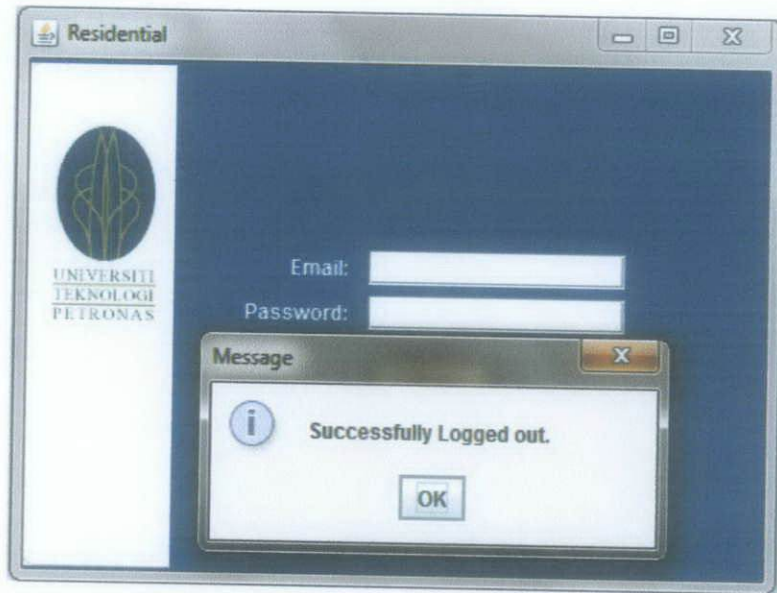 Residential
UNIVERSITI
TEKNOLOGI
PETRONAS
Email:
Password:
Message
Successfully Logged out.
OK